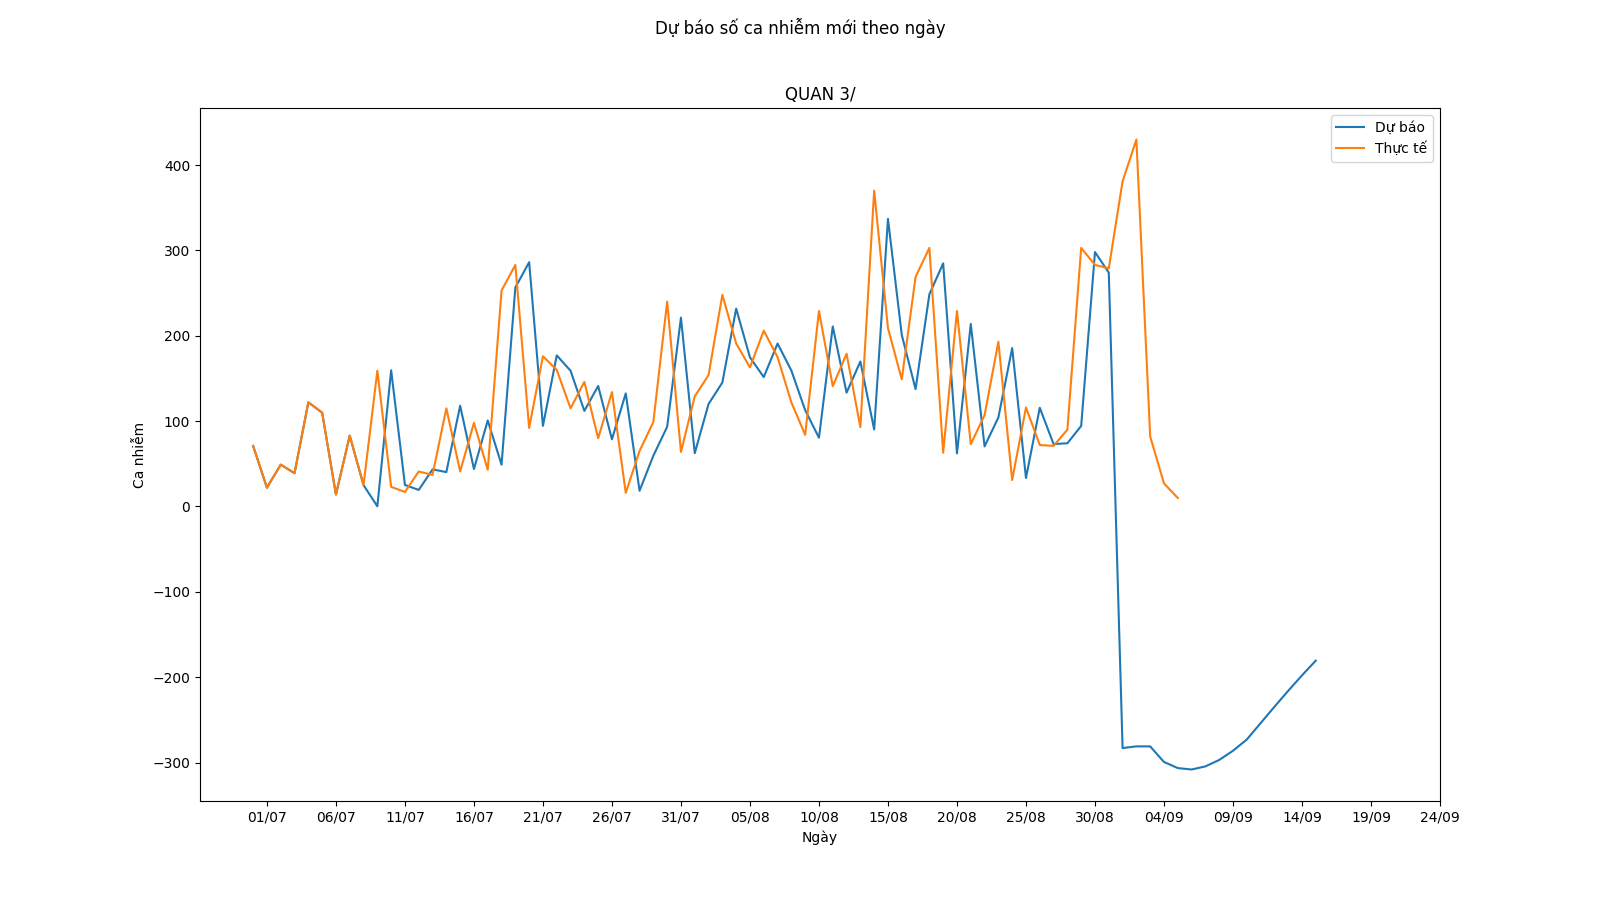 Dự báo số ca nhiễm mới theo ngày
QUAN 3/
Dự báo
Thực tế
400
300
200
100
0
−100
−200
−300
Ca nhiễm
01/07 06/07 11/07 16/07 21/07 26/07 31/07 05/08 10/08 15/08 20/08 25/08 30/08 04/09 09/09 14/09 19/09 24/09
Ngày